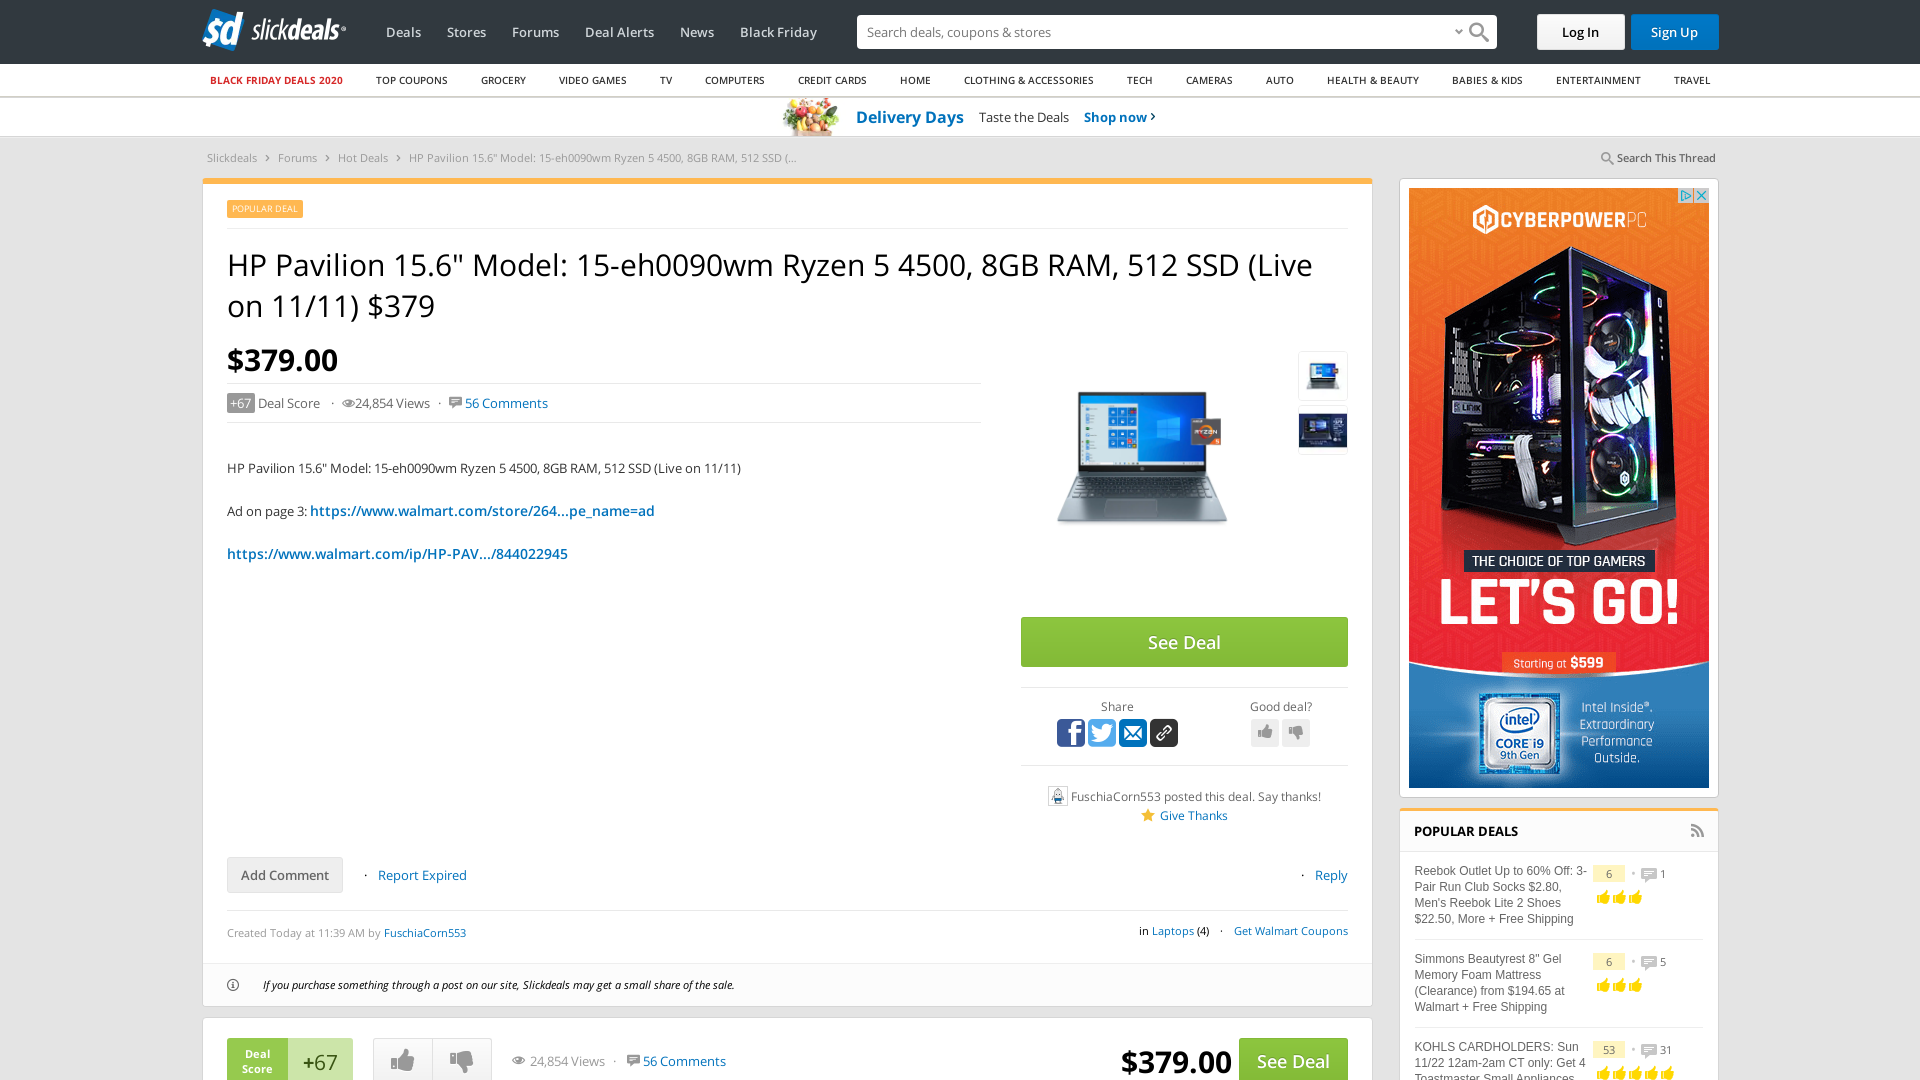 slickdeals
Deals
Stores
Forums
Deal Alerts
News
Black Friday
Search deals, coupons & stores
Log In
Sign Up
BLACK FRIDAY DEALS 2020
TOP COUPONS
GROCERY
VIDEO GAMES
TV
COMPUTERS
CREDIT CARDS
HOME
CLOTHING & ACCESSORIES
TECH
CAMERAS
AUTO
HEALTH & BEAUTY
BABIES & KIDS
ENTERTAINMENT
TRAVEL
Delivery Days Taste the Deals Shop now ›
Slickdeals › Forums › Hot Deals › HP Pavilion 15.6" Model: 15-eh0090wm Ryzen 5 4500, 8GB RAM, 512 SSD (...
Search This Thread
POPULAR DEAL
HP Pavilion 15.6" Model: 15-eh0090wm Ryzen 5 4500, 8GB RAM, 512 SSD (Live
on 11/11) $379
$379.00
+67 Deal Score · 24,854 Views · 56 Comments
HP Pavilion 15.6" Model: 15-eh0090wm Ryzen 5 4500, 8GB RAM, 512 SSD (Live on 11/11)
Ad on page 3: https://www.walmart.com/store/264...pe_name=ad
https://www.walmart.com/ip/HP-PAV.../844022945
RYZEN
See Deal
Share
Good deal?
FuschiaCorn553 posted this deal. Say thanks!
Give Thanks
Add Comment · Report Expired
· Reply
Created Today at 11:39 AM by FuschiaCorn553
in Laptops (4) · Get Walmart Coupons
If you purchase something through a post on our site, Slickdeals may get a small share of the sale.
Deal
Score
+67
24,854 Views · 56 Comments
$379.00
See Deal
CYBERPOWERPC
THE CHOICE OF TOP GAMERS
LET'S GO!
Starting at $599
intel
CORE i9
9th Gen
Intel Inside®.
Extraordinary
Performance
Outside.
POPULAR DEALS
Reebok Outlet Up to 60% Off: 3-
Pair Run Club Socks $2.80,
Men's Reebok Lite 2 Shoes
$22.50, More + Free Shipping
6 • 1
Simmons Beautyrest 8" Gel
Memory Foam Mattress
(Clearance) from $194.65 at
Walmart + Free Shipping
6 • 5
KOHLS CARDHOLDERS: Sun
11/22 12am-2am CT only: Get 4
Toastmaster Small Appliances
53 • 31